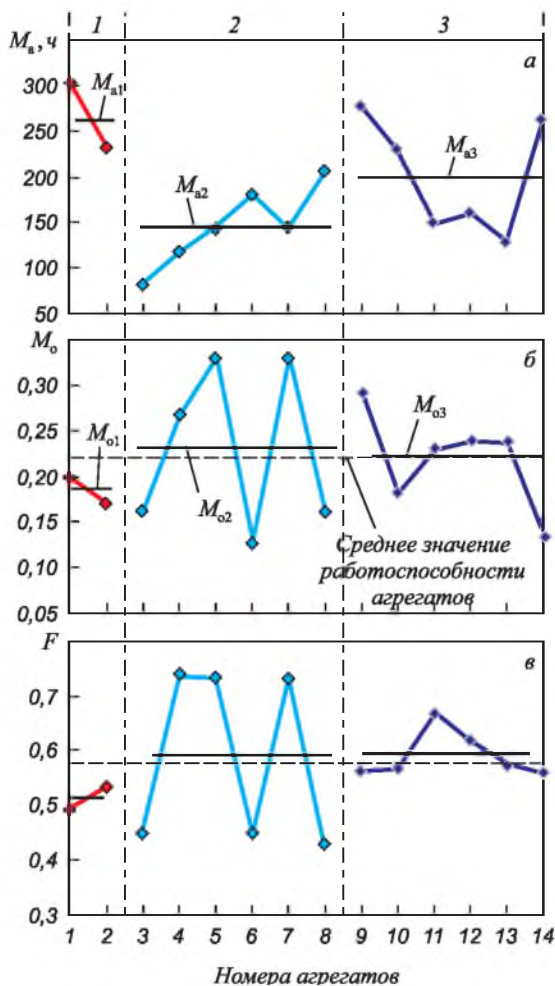 1 2 3
Mв, ч
а
300
250
200
150
100
50
Mа1
Mа2
Mа3
Mо
б
0,30
0,25
0,20
0,15
0,10
0,05
Mо1
Mо2
Mо3
Среднее значение
работоспособности
агрегатов
F
в
0,7
0,6
0,5
0,4
0,3
1 2 3 4 5 6 7 8 9 10 11 12 13 14
Номера агрегатов